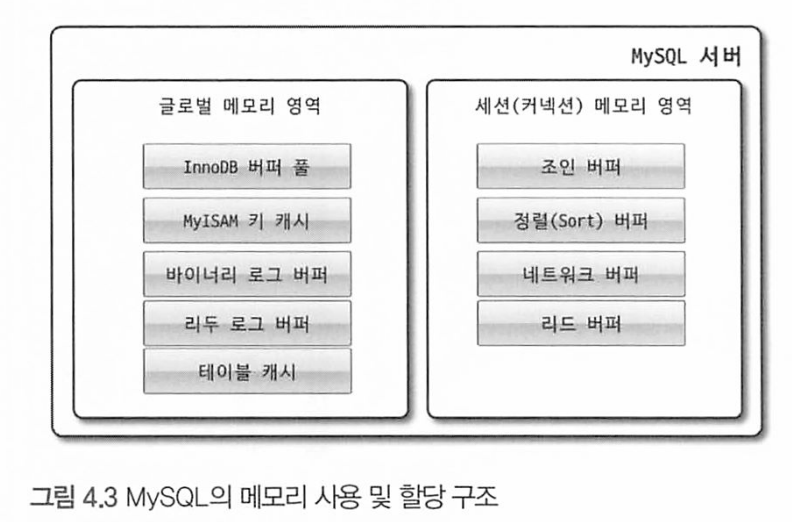 MySQL 서버
글로벌 메모리 영역
InnoDB 버퍼 풀
MyISAM 키 캐시
바이너리 로그 버퍼
리두 로그 버퍼
테이블 캐시
세션(커넥션) 메모리 영역
조인 버퍼
정렬(Sort) 버퍼
네트워크 버퍼
리드 버퍼
그림 4.3 MySQL의 메모리 사용 및 할당 구조